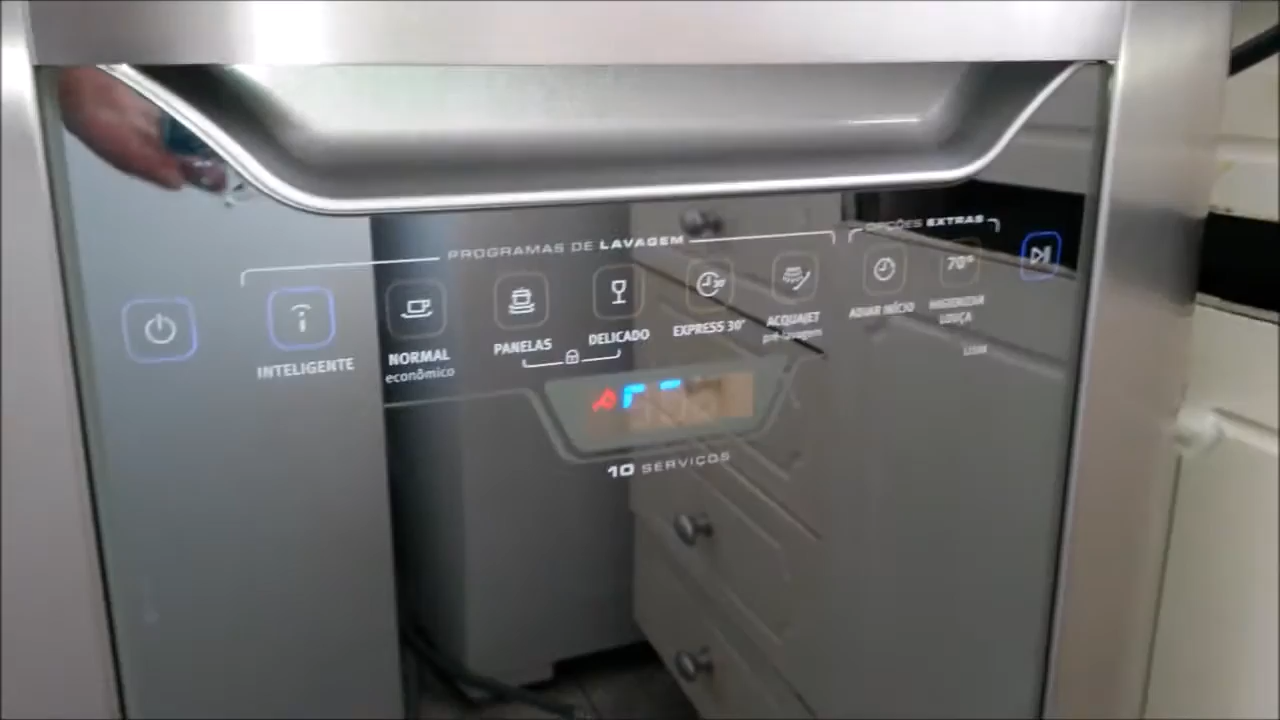 PROGRAMAS DE LAVAGEM
OPÇÕES EXTRAS
INTELIGENTE
NORMAL
econômico
PANELAS
DELICADO
30'
EXPRESS 30'
ACQUAJET
pré-lavagem
ADIAR INÍCIO
70°
HIGIENIZAR
LOUÇA
10 SERVIÇOS